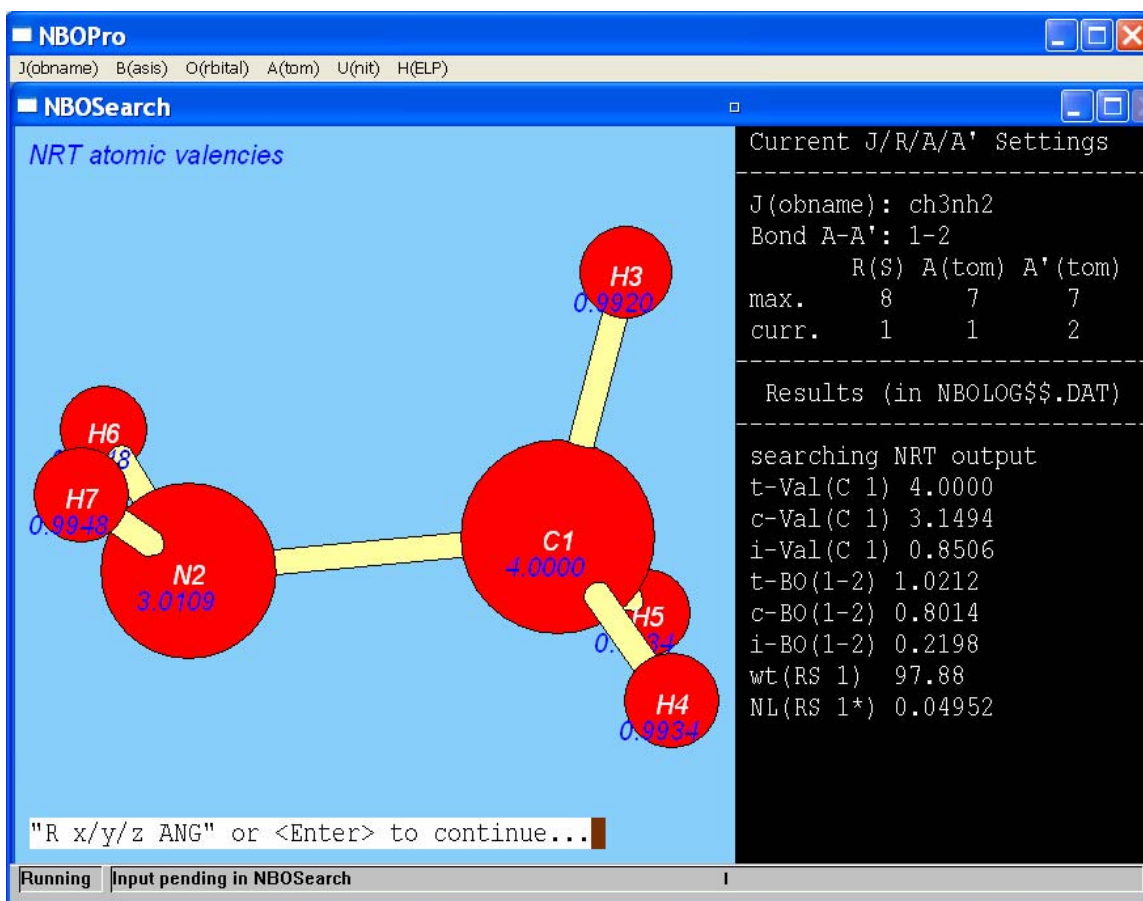 NBOPro
J(obname) B(asis) O(rbital) A(tom) U(nit) H(ELP)
NBOSearch
NRT atomic valencies
H3
0.9920
H6
H7
0.9948
N2
3.0109
C1
4.0000
H5
H4
0.9934
"R x/y/z ANG" or <Enter> to continue...
Current J/R/A/A' Settings
J(obname): ch3nh2
Bond A-A': 1-2
R(S) A(tom) A'(tom)
max. 8 7 7
curr. 1 1 2
Results (in NBOLOG$$.DAT)
searching NRT output
t-Val(C 1) 4.0000
c-Val(C 1) 3.1494
i-Val(C 1) 0.8506
t-BO(1-2) 1.0212
c-BO(1-2) 0.8014
i-BO(1-2) 0.2198
wt(RS 1) 97.88
NL(RS 1*) 0.04952
Running Input pending in NBOSearch